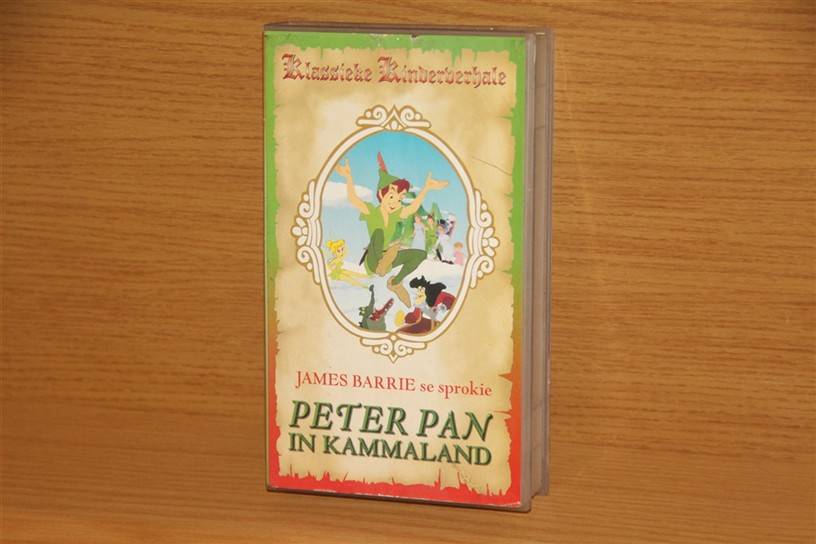 Klassieke Kinderverhale
JAMES BARRIE se sprokie
PETER PAN
IN KAMMALAND